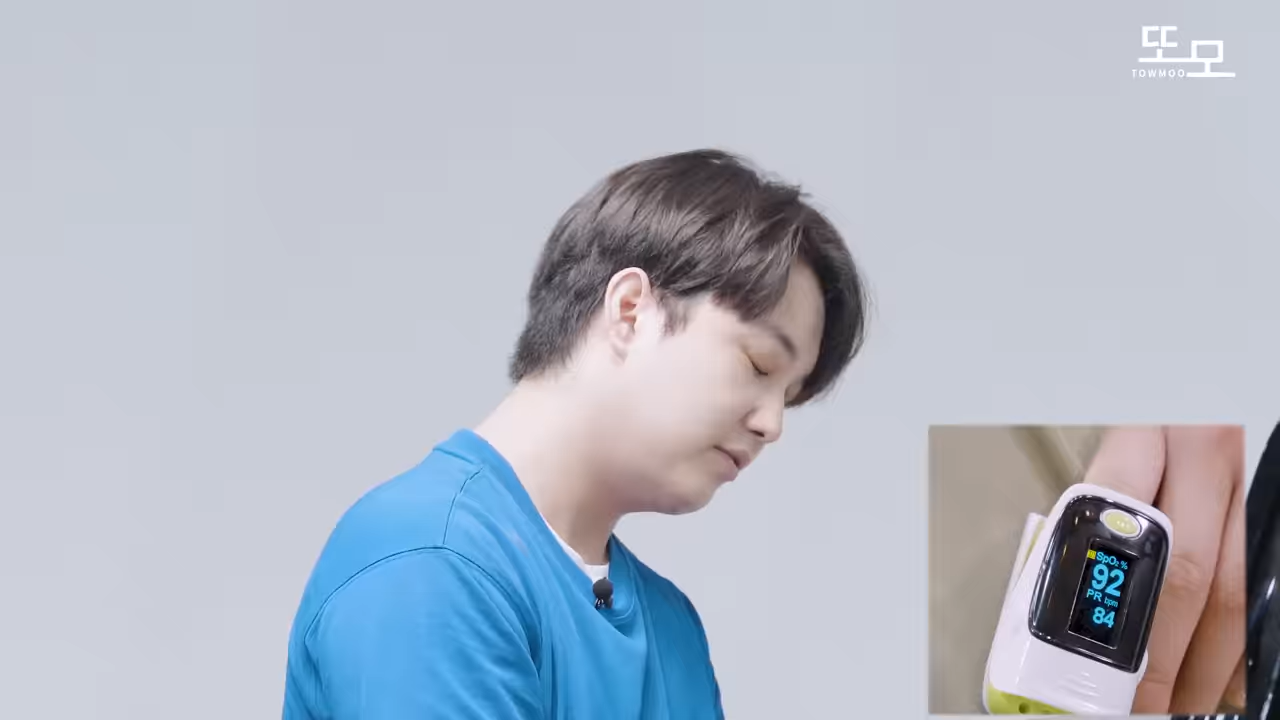 또모
TOWMOO
SpO₂ %
92
PR bpm
84